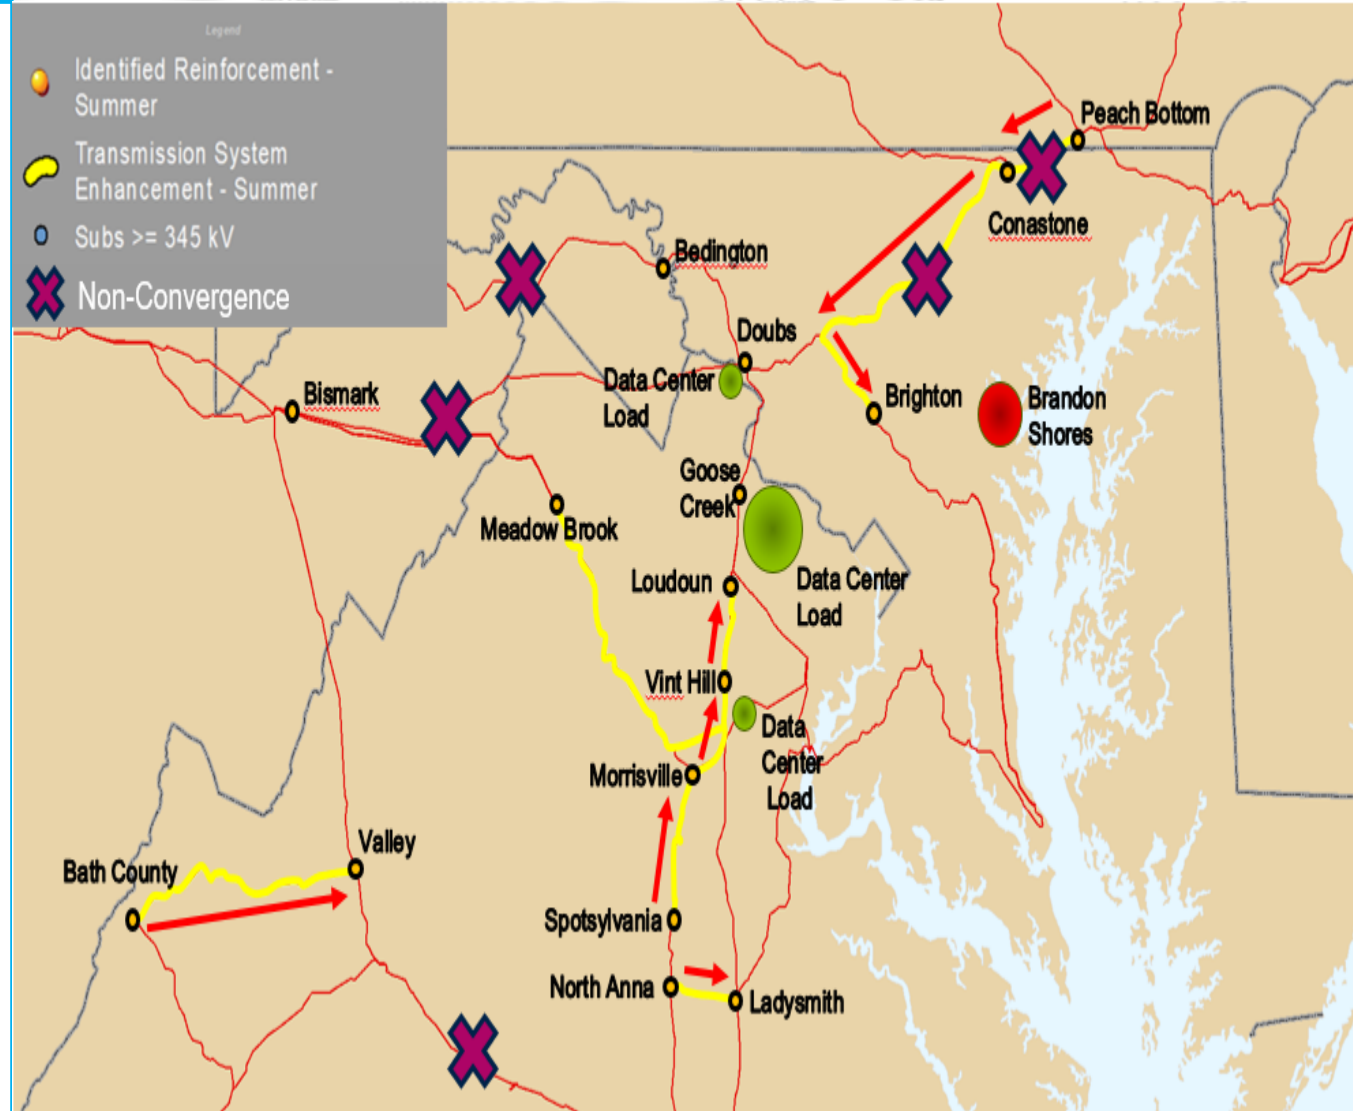 Legend
Identified Reinforcement -
Summer
Transmission System
Enhancement - Summer
Subs >= 345 kV
Non-Convergence
Peach Bottom
Conastone
Bedington
Doubs
Data Center
Load
Bismark
Brighton
Brandon
Shores
Goose
Creek
Meadow Brook
Loudoun
Data Center
Load
Vint Hill
Data
Center
Load
Morrisville
Valley
Bath County
Spotsylvania
North Anna
Ladysmith